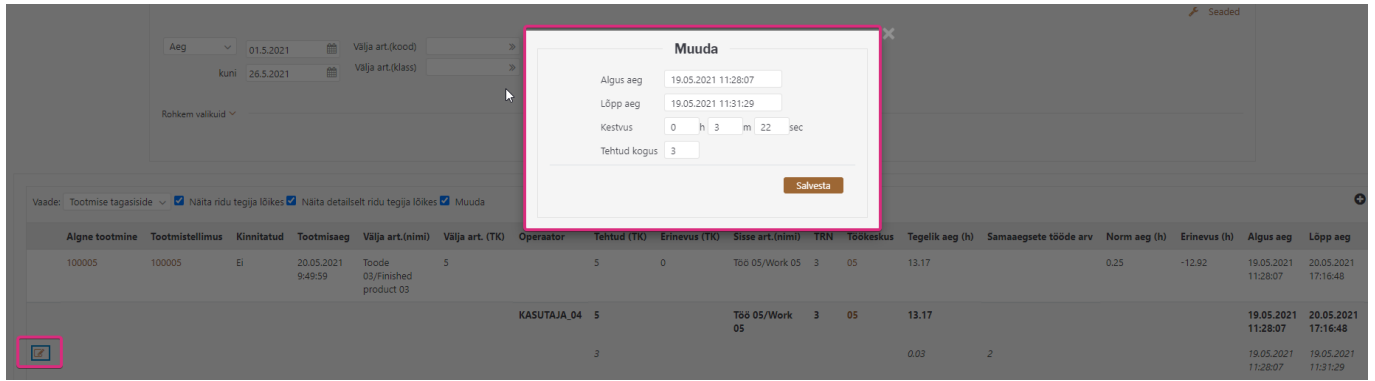 Seaded
Aeg 01.5.2021 Välja art.(kood)
kuni 26.5.2021 Välja art.(klass)
Rohkem valikuid
Muuda
Algus aeg 19.05.2021 11:28:07
Lõpp aeg 19.05.2021 11:31:29
Kestvus 0 h 3 m 22 sec
Tehtud kogus 3
Salvesta
Vaade: Tootmise tagasiside Näita ridu tegija lõikes Näita detailselt ridu tegija lõikes Muuda
Algne tootmine Tootmistellimus Kinnitatud Tootmisaeg Välja art.(nimi) Välja art. (TK) Operaator Tehtud (TK) Erinevus (TK) Sisse art.(nimi) TRN Töökeskus Tegelik aeg (h) Samaaegsete tööde arv Norm aeg (h) Erinevus (h) Algus aeg Lõpp aeg
100005 100005 Ei 20.05.2021 Toode 5 5 0 Töö 05/Work 05 3 05 13.17 0.25 -12.92 19.05.2021 20.05.2021
9:49:59 03/Finished 11:28:07 17:16:48
product 03
KASUTAJA_04 5 Töö 05/Work 3 05 13.17 19.05.2021 20.05.2021
05 11:28:07 17:16:48
3 0.03 2 19.05.2021 19.05.2021
11:28:07 11:31:29